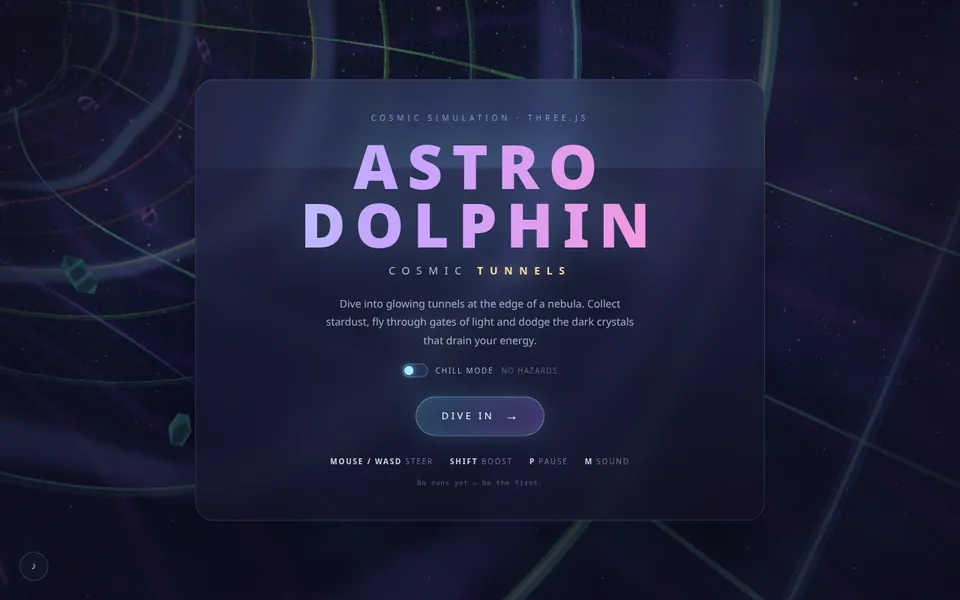 COSMIC SIMULATION · THREE.JS
ASTRO
DOLPHIN
COSMIC TUNNELS
Dive into glowing tunnels at the edge of a nebula. Collect
stardust, fly through gates of light and dodge the dark crystals
that drain your energy.
CHILL MODE NO HAZARDS
DIVE IN →
MOUSE / WASD STEER SHIFT BOOST P PAUSE M SOUND
No runs yet — be the first.
♪